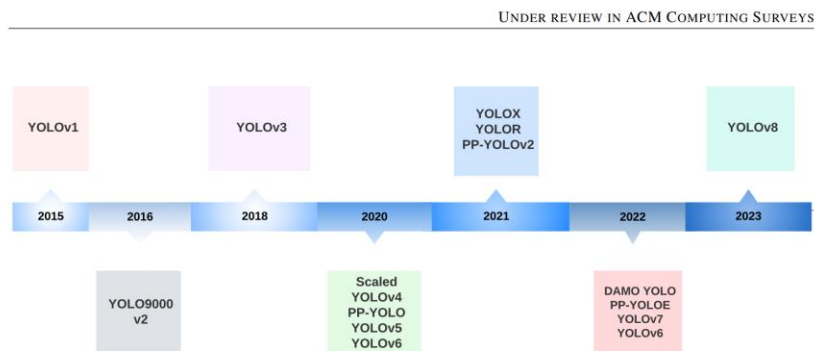 UNDER REVIEW IN ACM COMPUTING SURVEYS
YOLOv1
YOLOv3
YOLOX
YOLOR
PP-YOLOv2
YOLOv8
2015
2016
2018
2020
2021
2022
2023
YOLO9000
v2
Scaled
YOLOv4
PP-YOLO
YOLOv5
YOLOv6
DAMO YOLO
PP-YOLOE
YOLOv7
YOLOv6